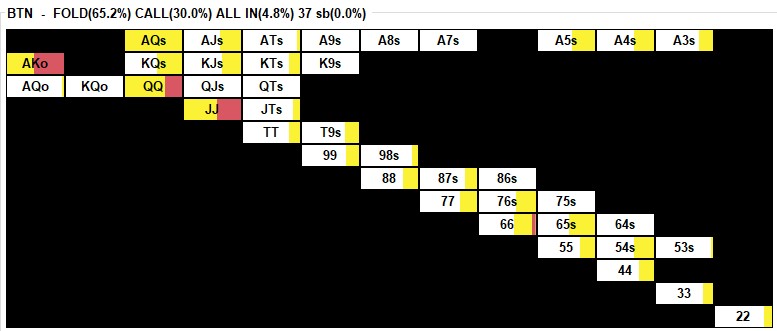 BTN - FOLD(65.2%) CALL(30.0%) ALL IN(4.8%) 37 sb(0.0%)
AQs AJs ATs A9s A8s A7s A5s A4s A3s
AKo KQs KJs KTs K9s
AQo KQo QQ QJs QTs
JJ JTs
TT T9s
99 98s
88 87s 86s
77 76s 75s
66 65s 64s
55 54s 53s
44
33
22